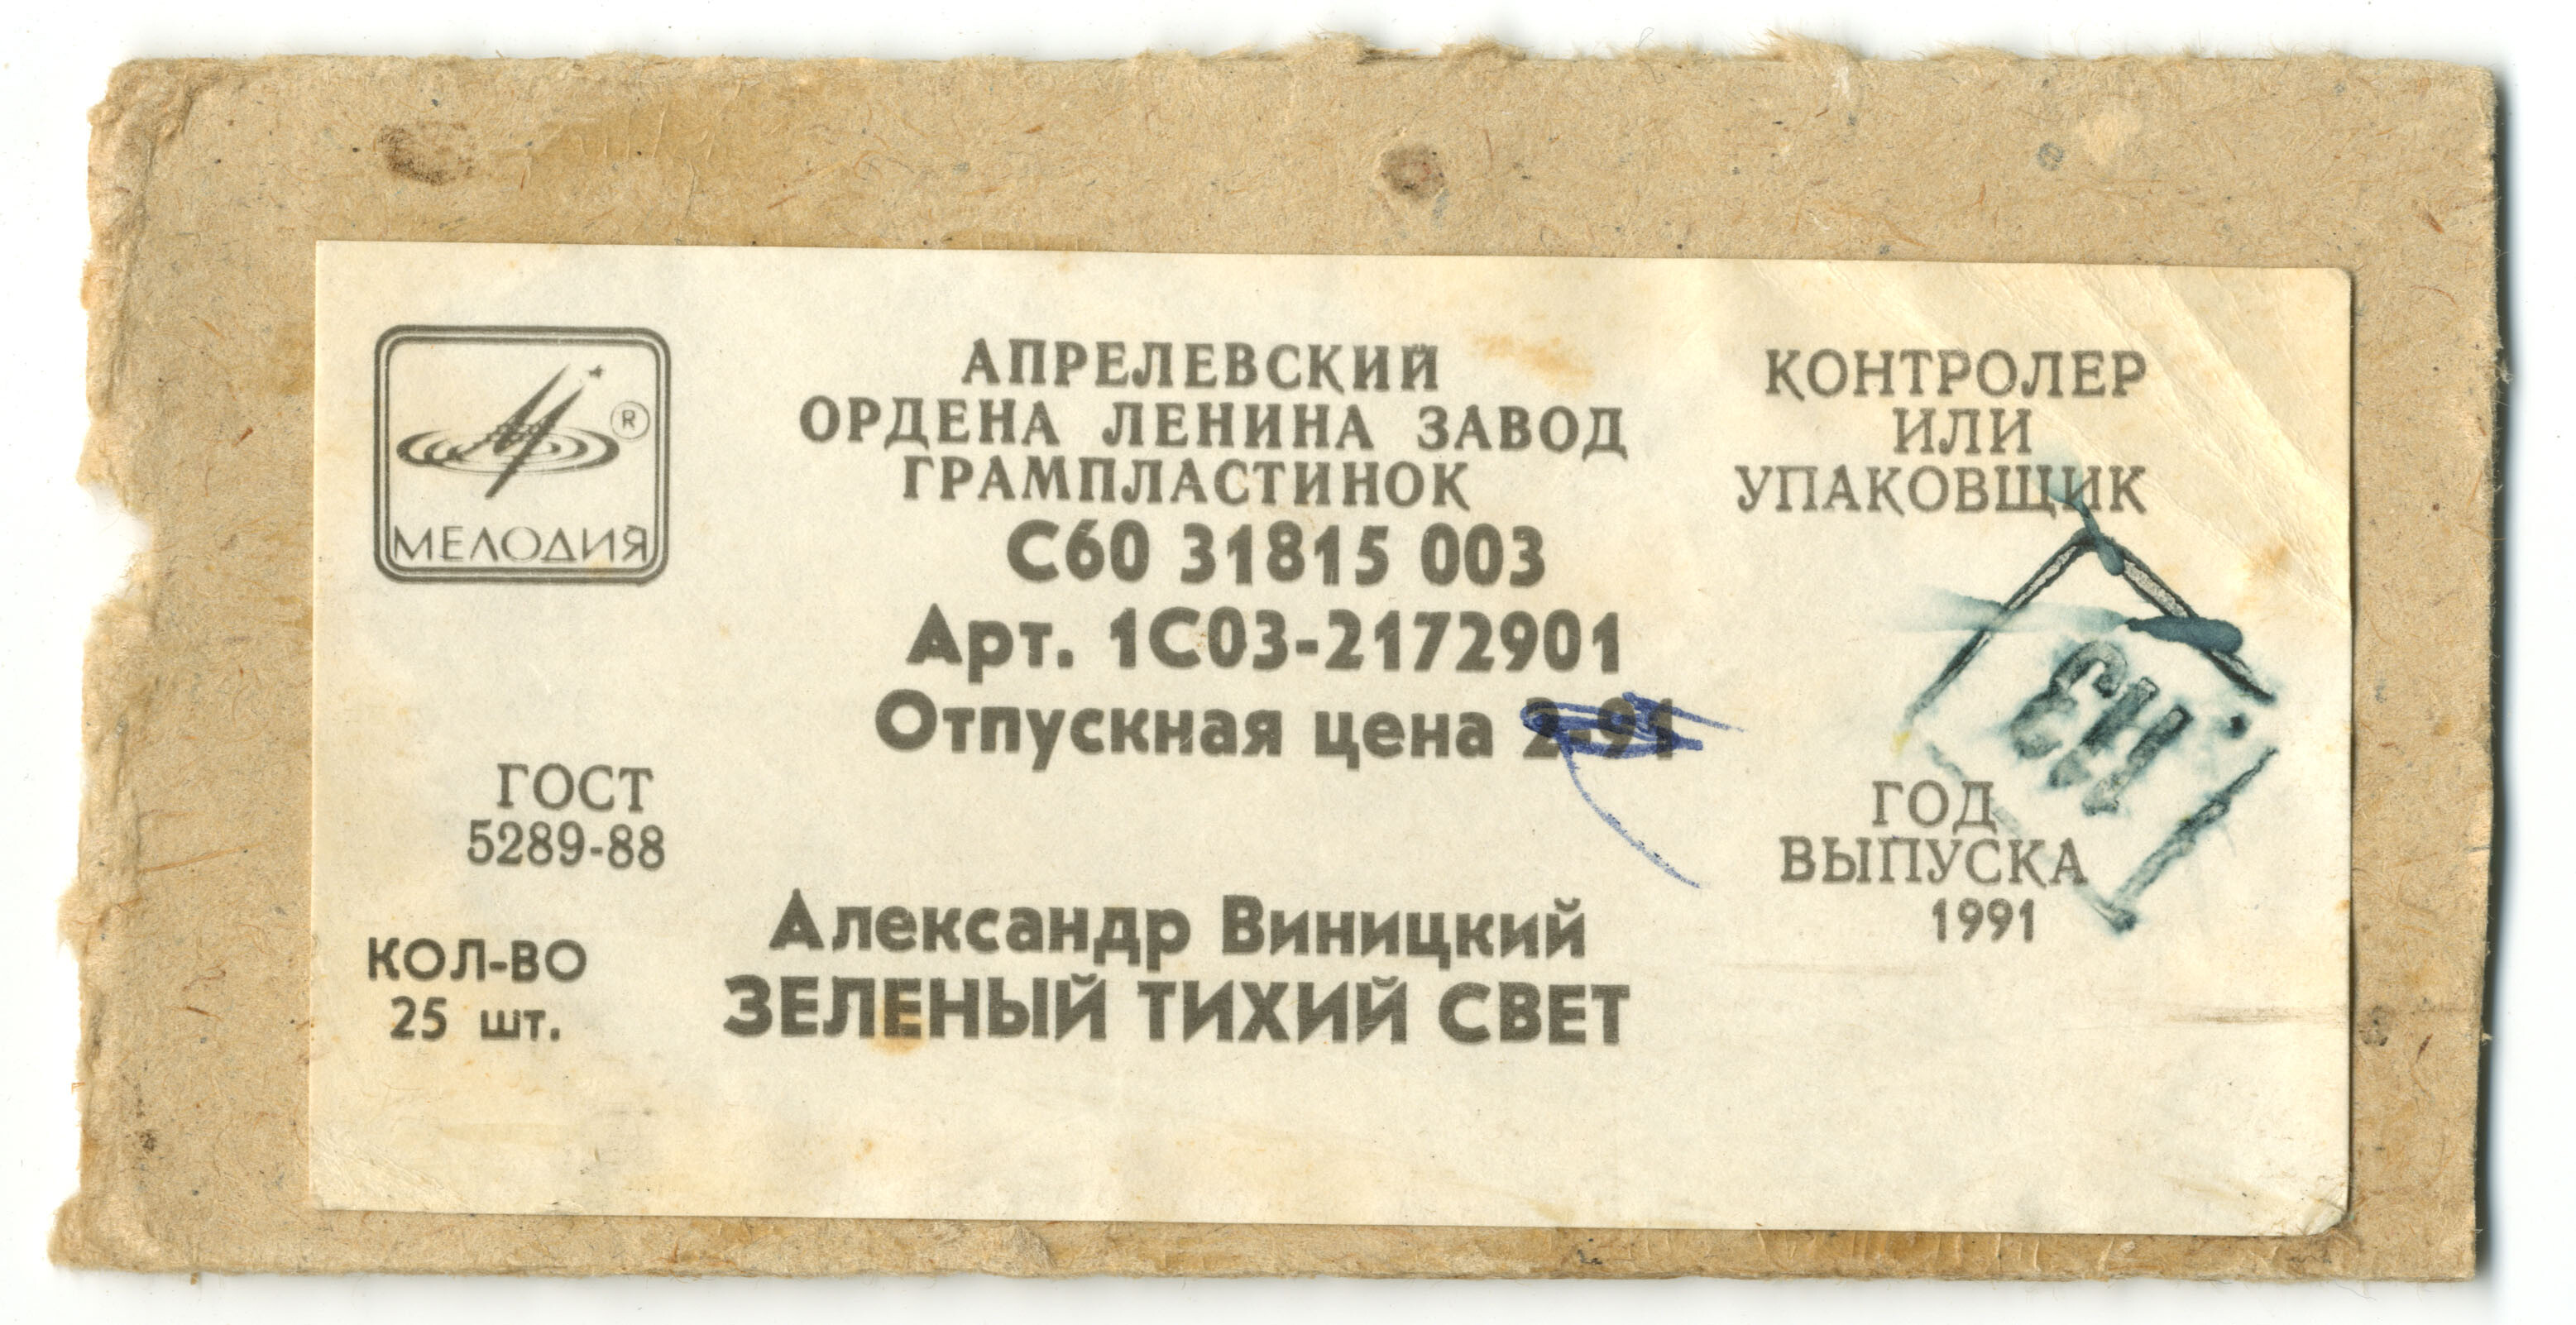 МЕЛОДИЯ
®
АПРЕЛЕВСКИЙ
ОРДЕНА ЛЕНИНА ЗАВОД
ГРАМПЛАСТИНОК
С60 31815 003
Арт. 1С03-2172901
Отпускная цена 2-91
ГОСТ
5289-88
КОЛ-ВО
25 шт.
Александр Виницкий
ЗЕЛЕНЫЙ ТИХИЙ СВЕТ
КОНТРОЛЕР
ИЛИ
УПАКОВЩИК
ГОД
ВЫПУСКА
1991